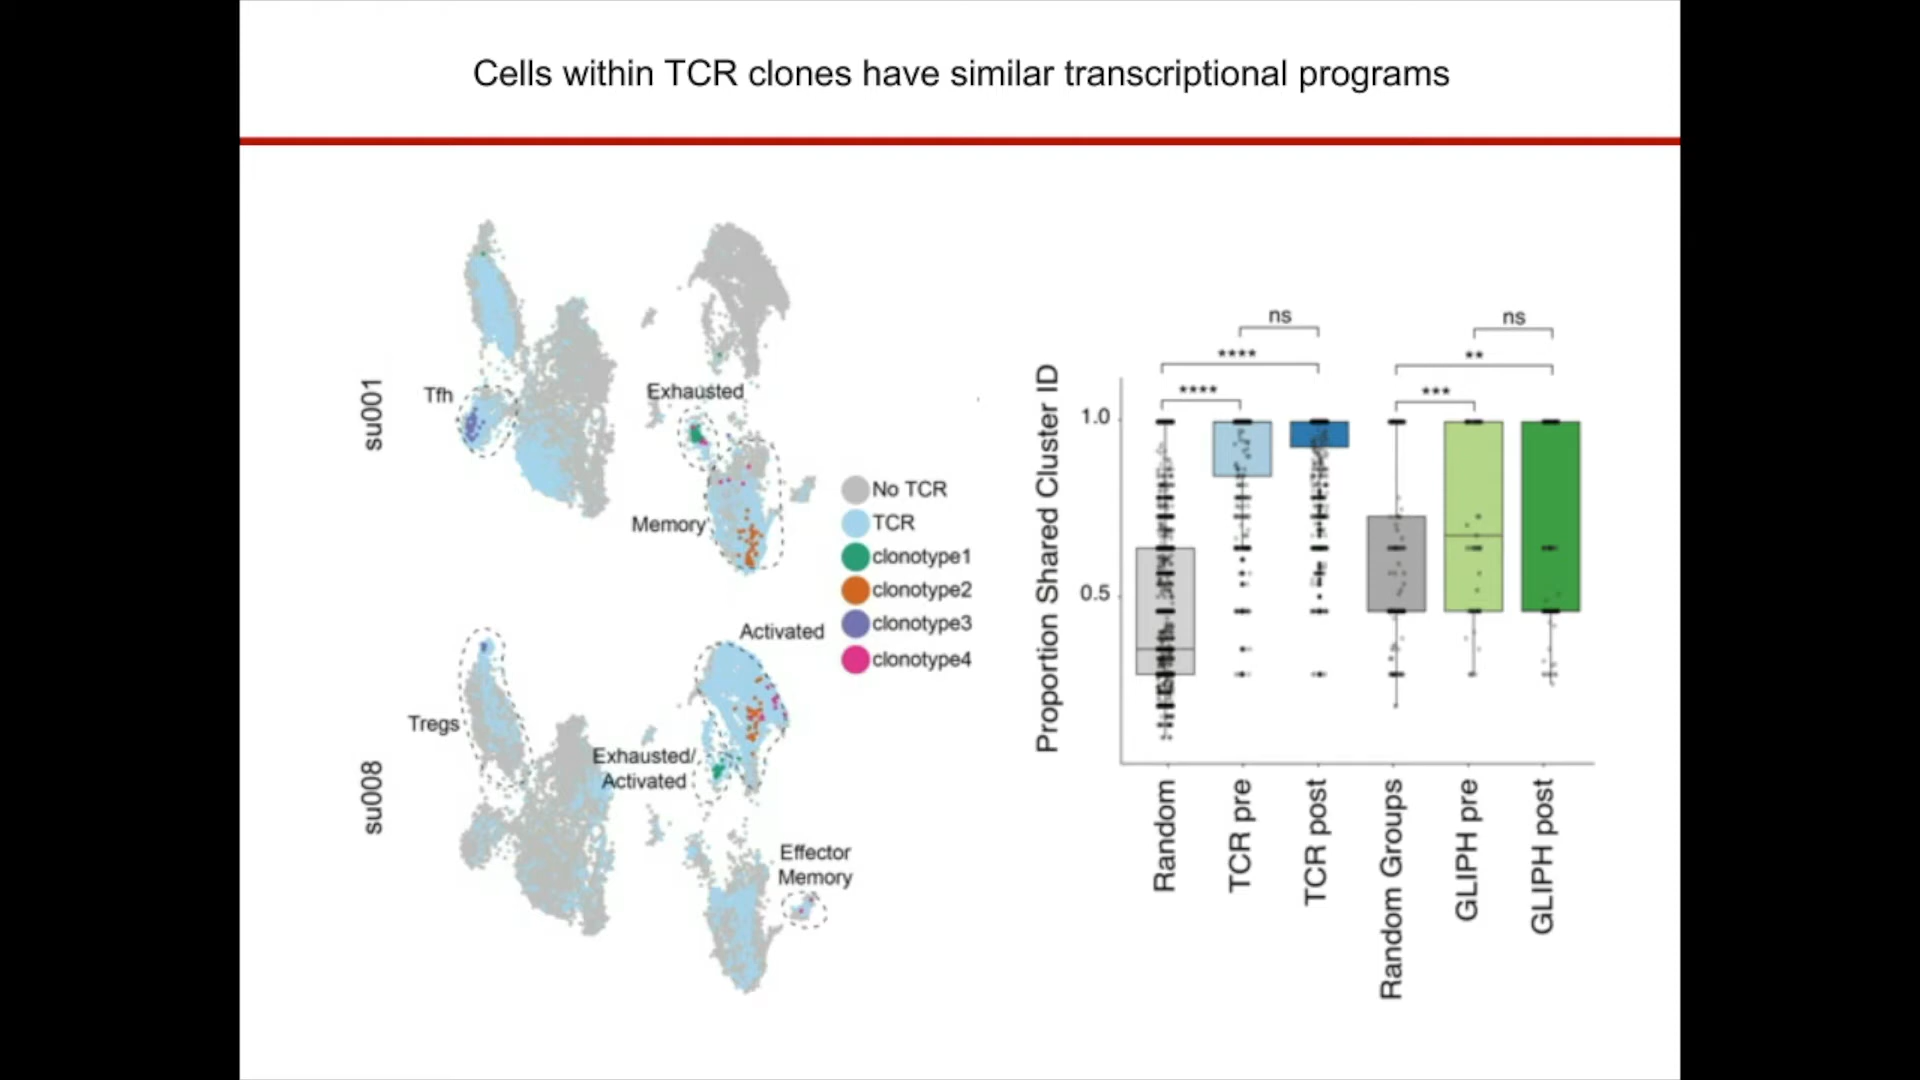 Cells within TCR clones have similar transcriptional programs
su001
Tfh
Exhausted
Memory
No TCR
TCR
clonotype1
clonotype2
clonotype3
clonotype4
su008
Activated
Tregs
Exhausted/
Activated
Effector
Memory
Proportion Shared Cluster ID
1.0
0.5
ns
ns
****
**
****
***
Random
TCR pre
TCR post
Random Groups
GLIPH pre
GLIPH post